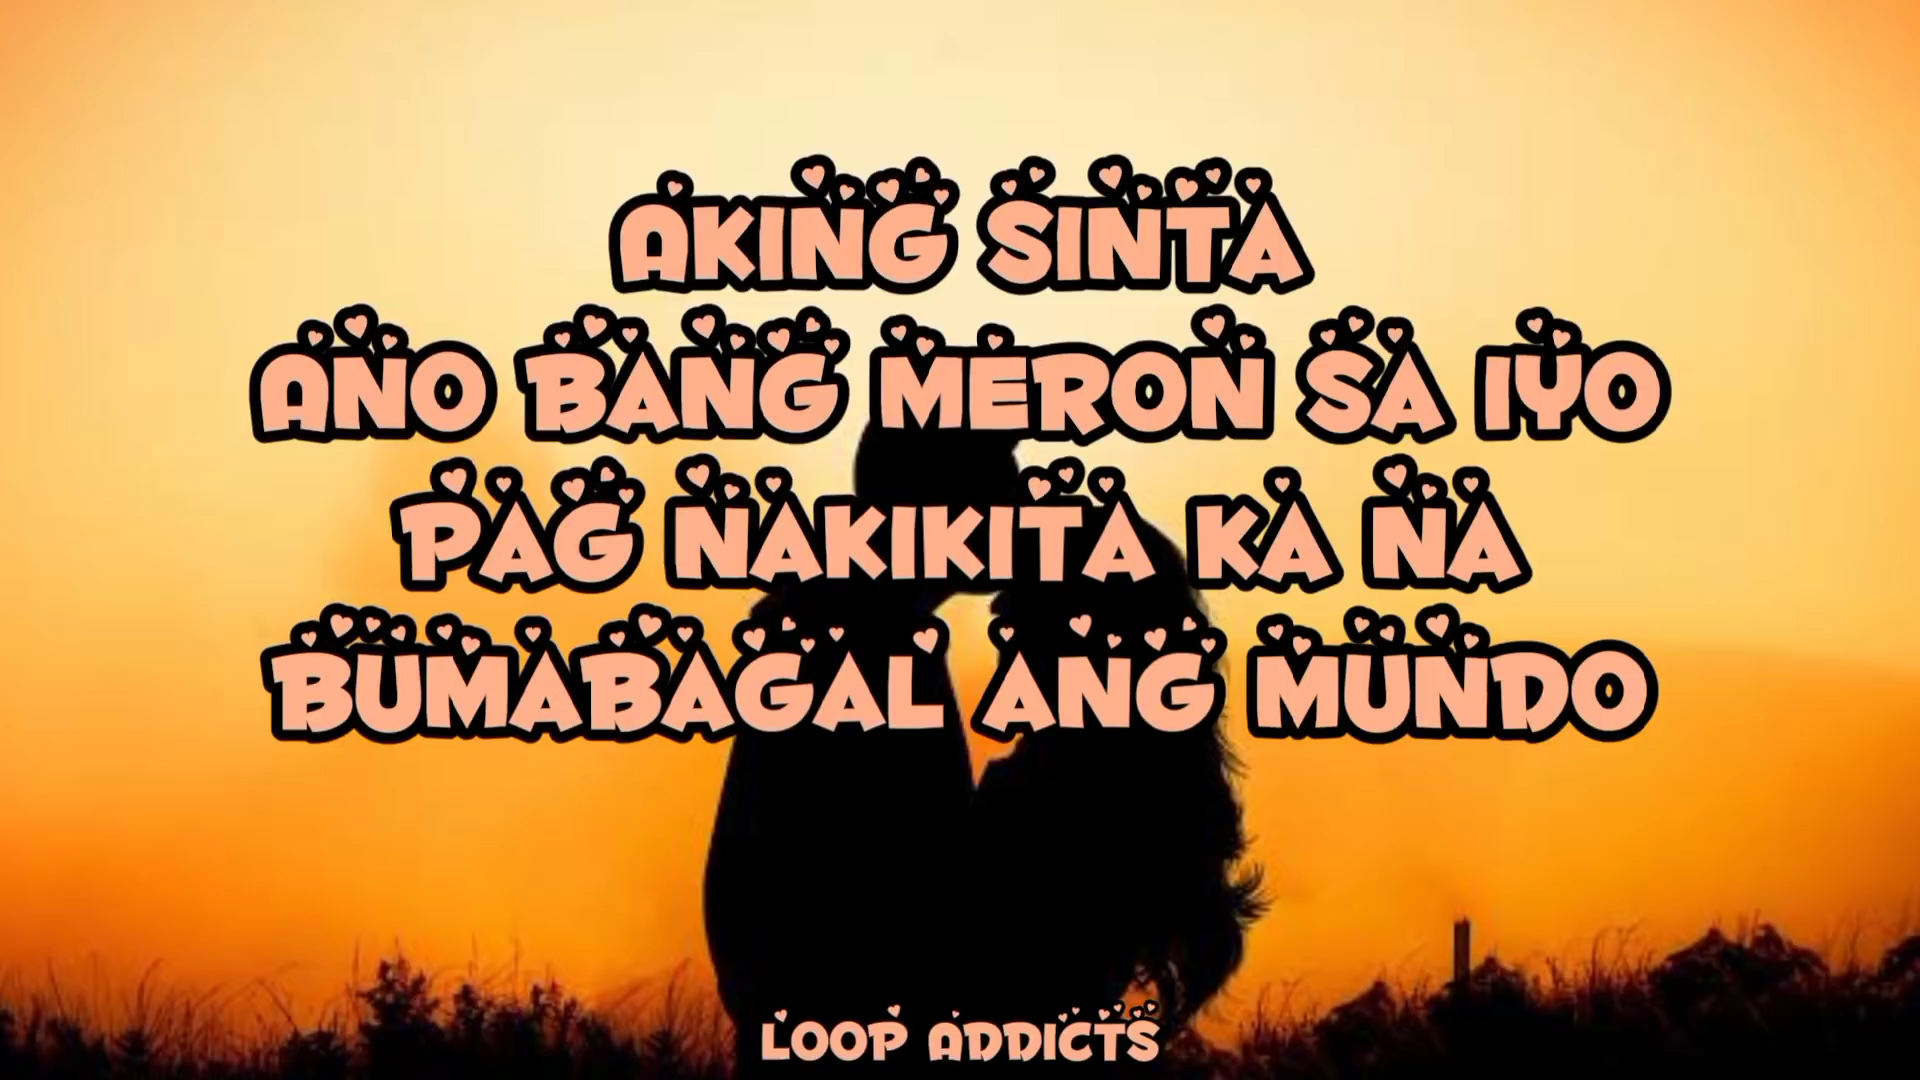 AKING SINTA
ANO BANG MERON SA IYO
PAG NAKIKITA KA NA
BUMABAGAL ANG MUNDO
LOOP ADDICTS